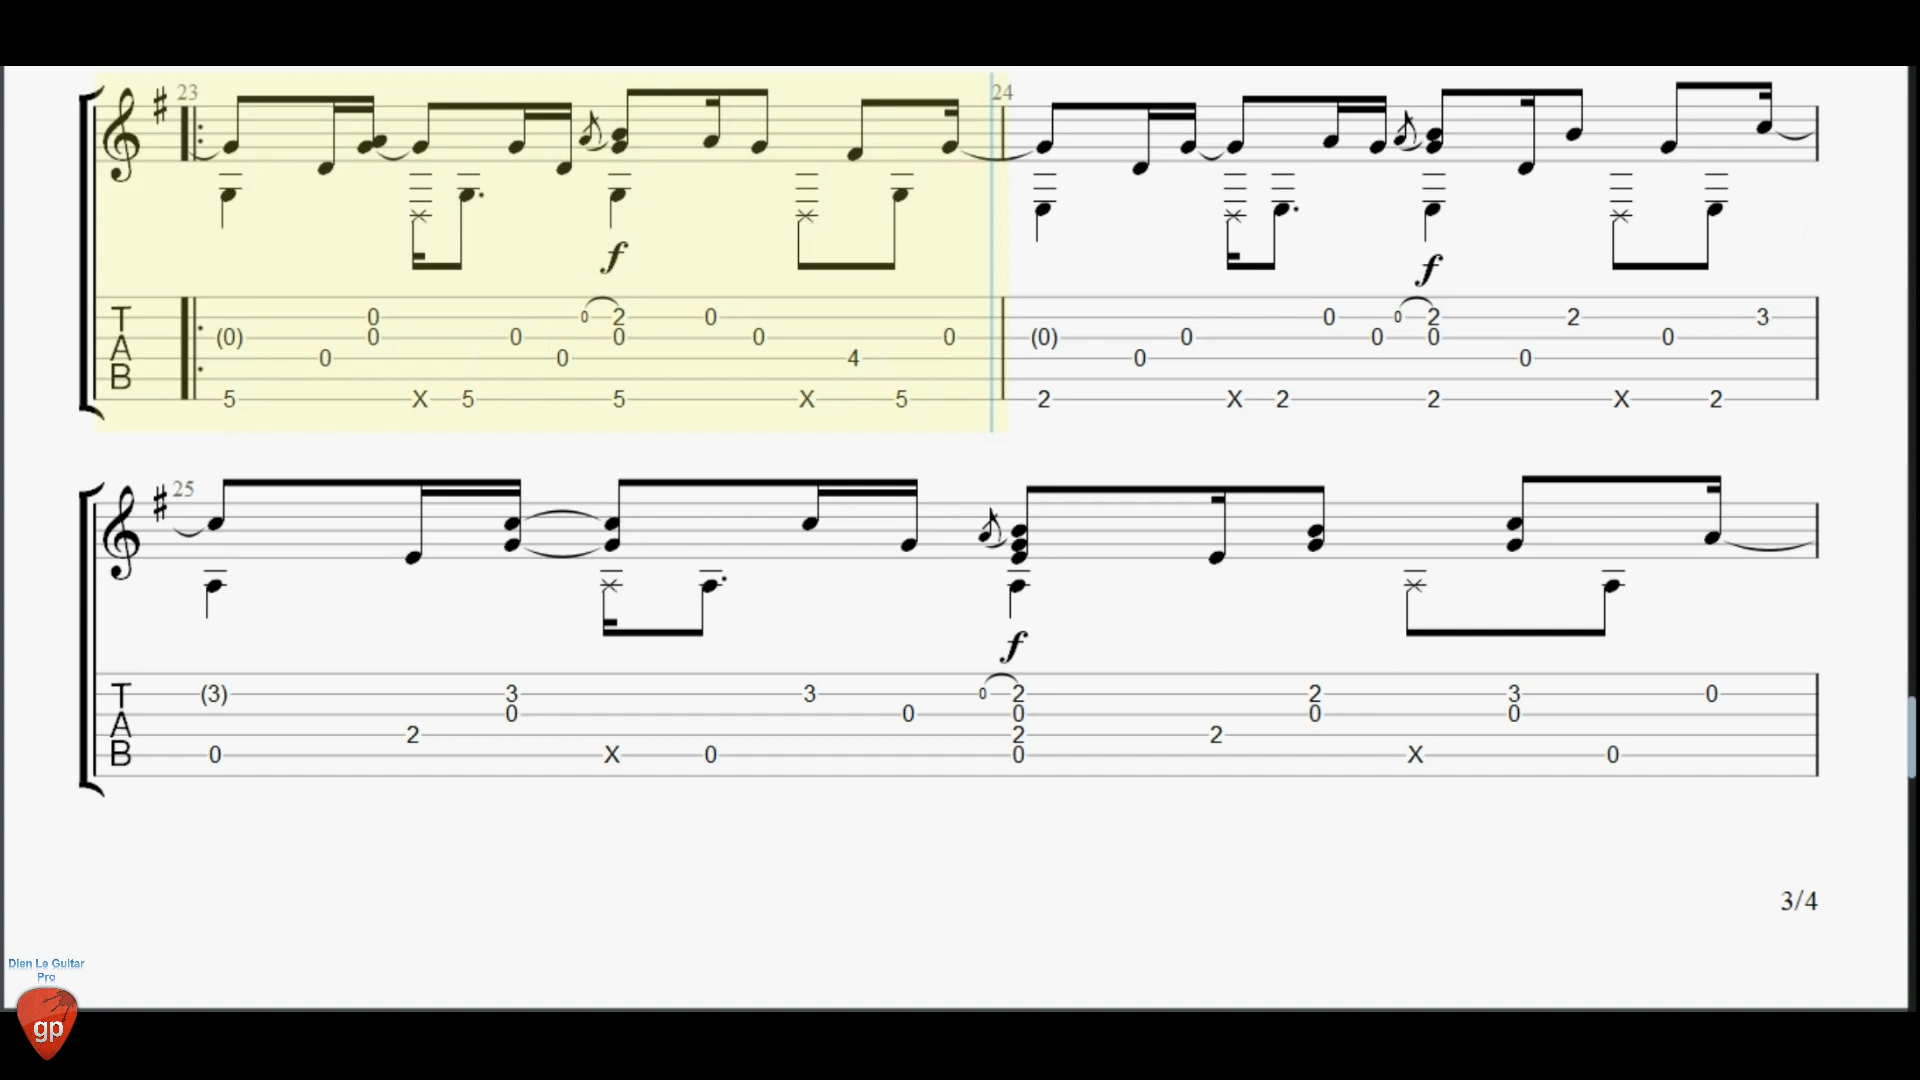 23 24
f f
T 0 0 2 0 0 2 2 3
A (0) 0 0 0 0 0 (0) 0 0 0 0
0 0 4 0 0
B
5 X 5 5 X 5 2 X 2 2 X 2
25
f
T (3) 3 3 0 2 2 3 0
A 0 0 0 0 0
2 2 2
B 0 X 0 0 X 0
3/4
Dien Le Guitar
Pro
gp